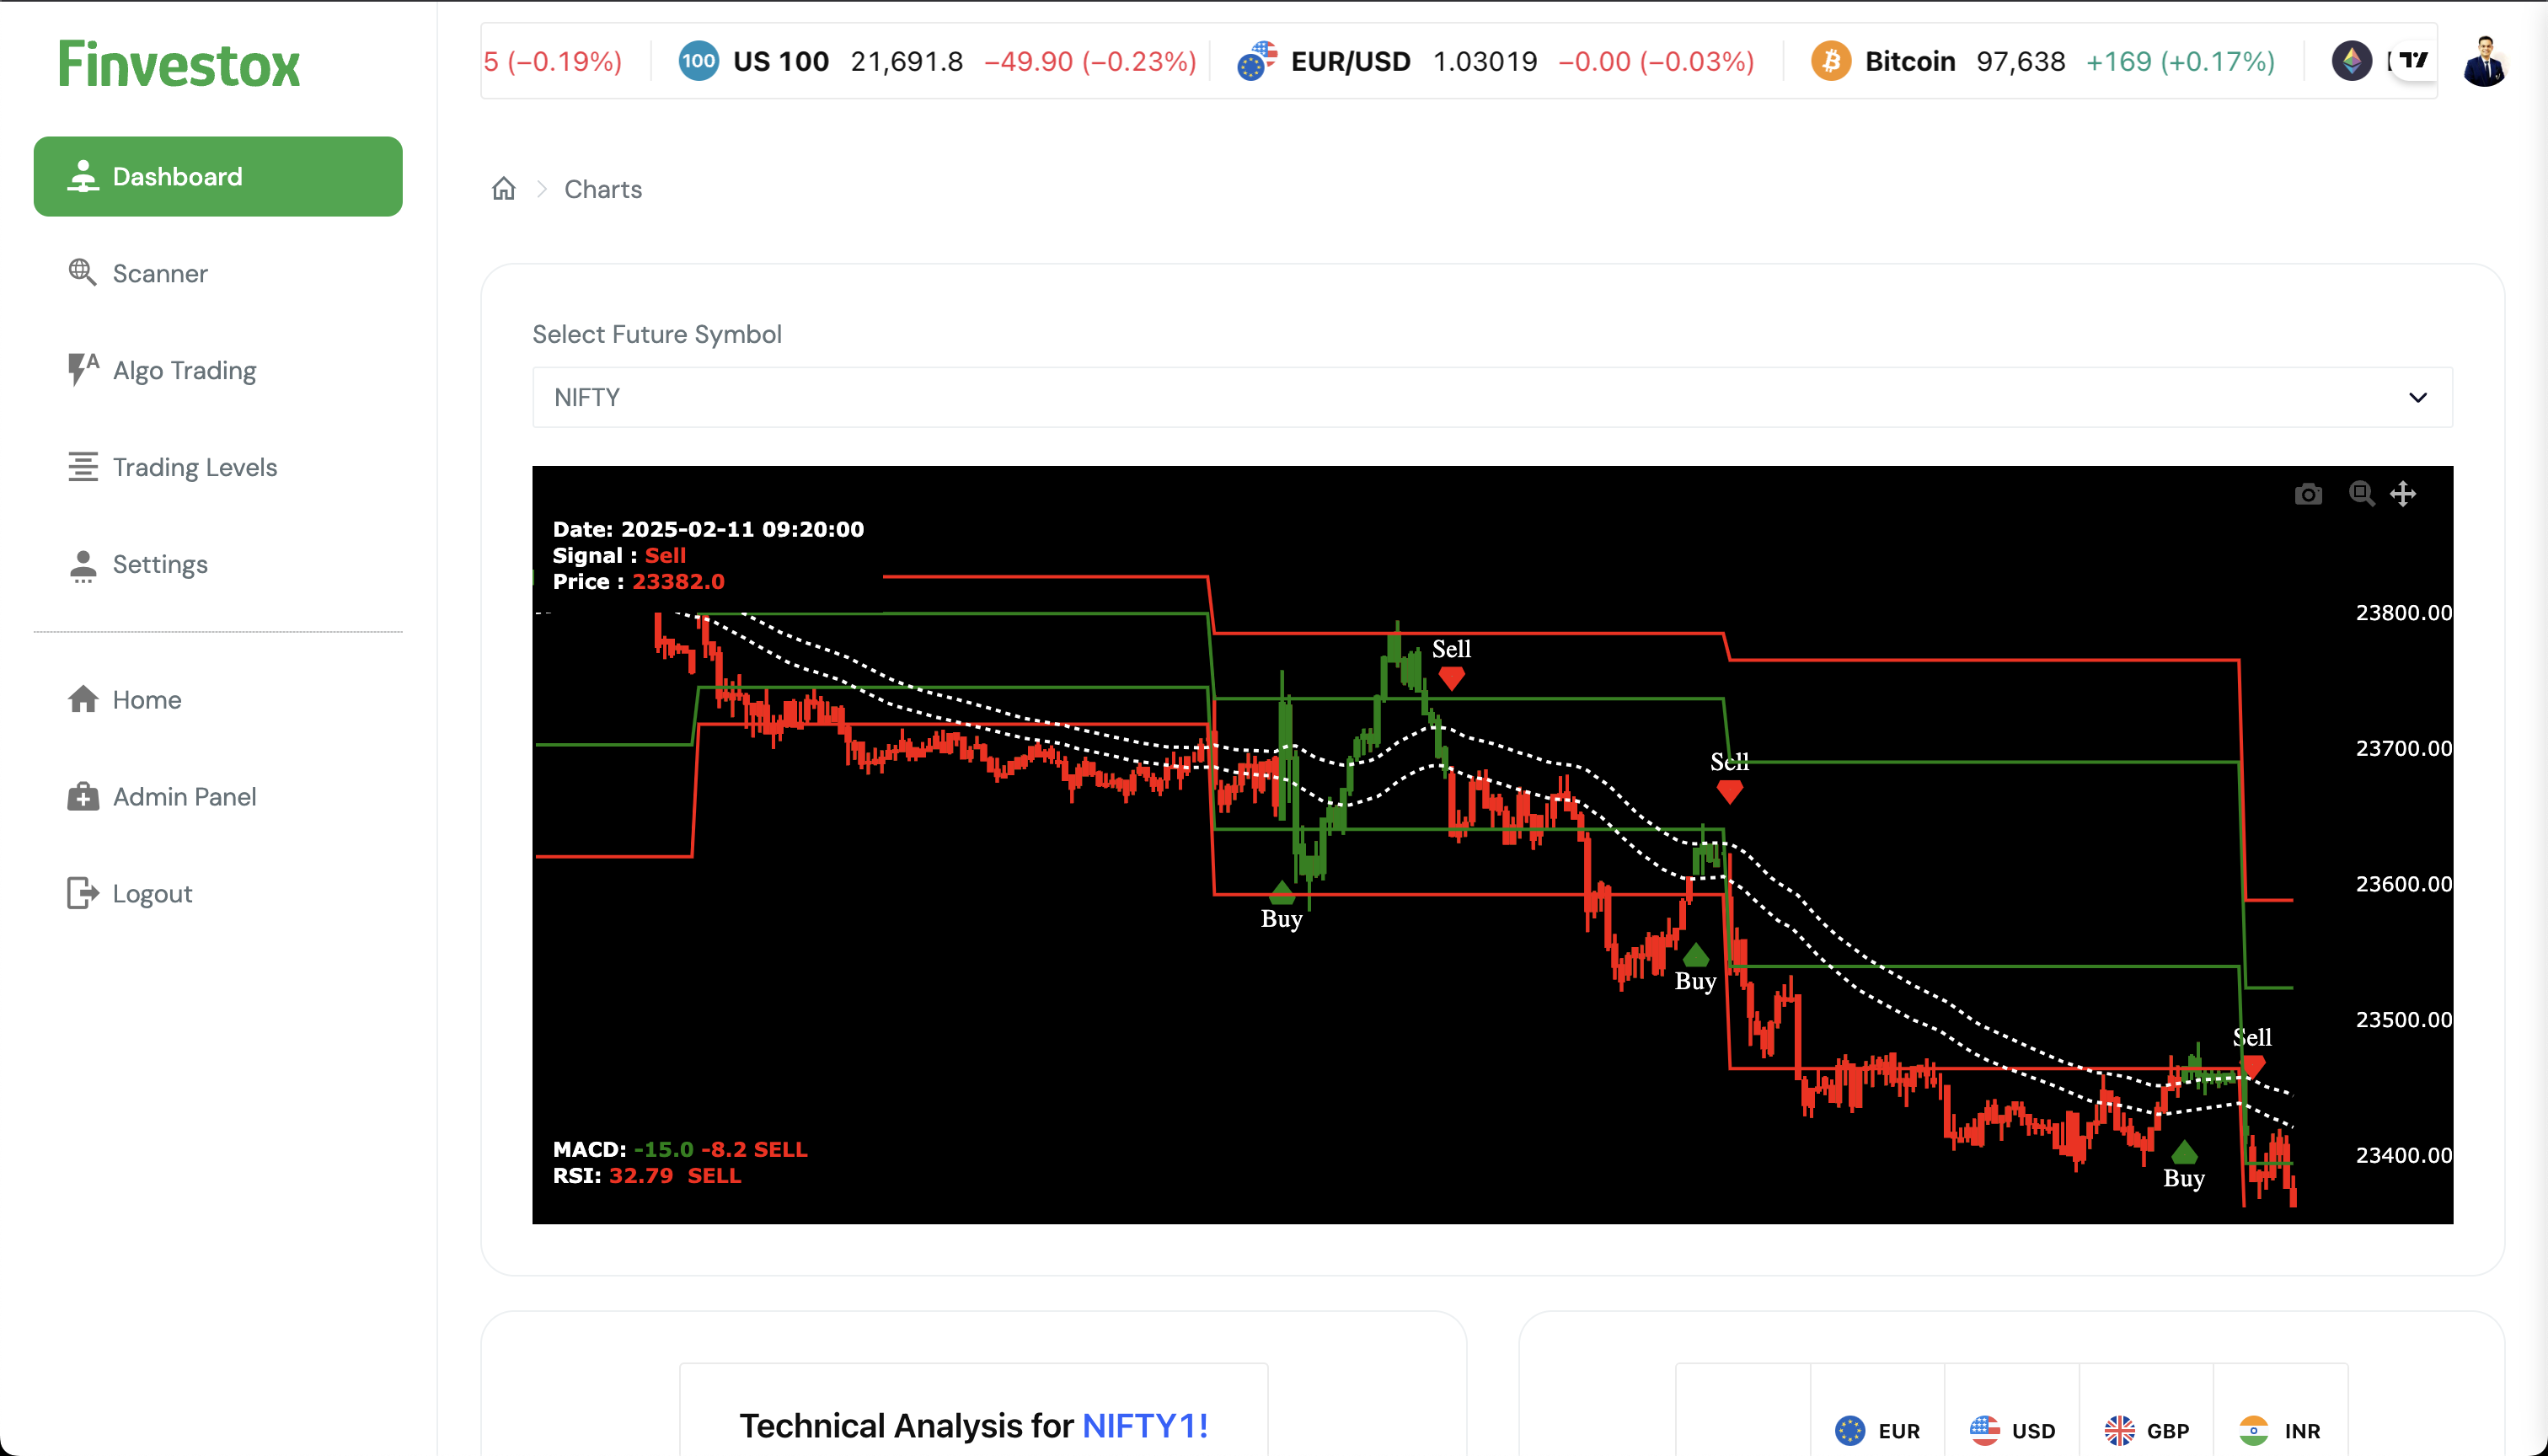 Finvestox
5 (−0.19%)
100 US 100 21,691.8 −49.90 (−0.23%)
EUR/USD 1.03019 −0.00 (−0.03%)
Bitcoin 97,638 +169 (+0.17%)
Dashboard
Scanner
Algo Trading
Trading Levels
Settings
Home
Admin Panel
Logout
Charts
Select Future Symbol
NIFTY
Date: 2025-02-11 09:20:00
Signal : Sell
Price : 23382.0
23800.00
23700.00
23600.00
23500.00
23400.00
Sell
Sell
Buy
Buy
Sell
Buy
MACD: -15.0 -8.2 SELL
RSI: 32.79 SELL
Technical Analysis for NIFTY1!
EUR
USD
GBP
INR